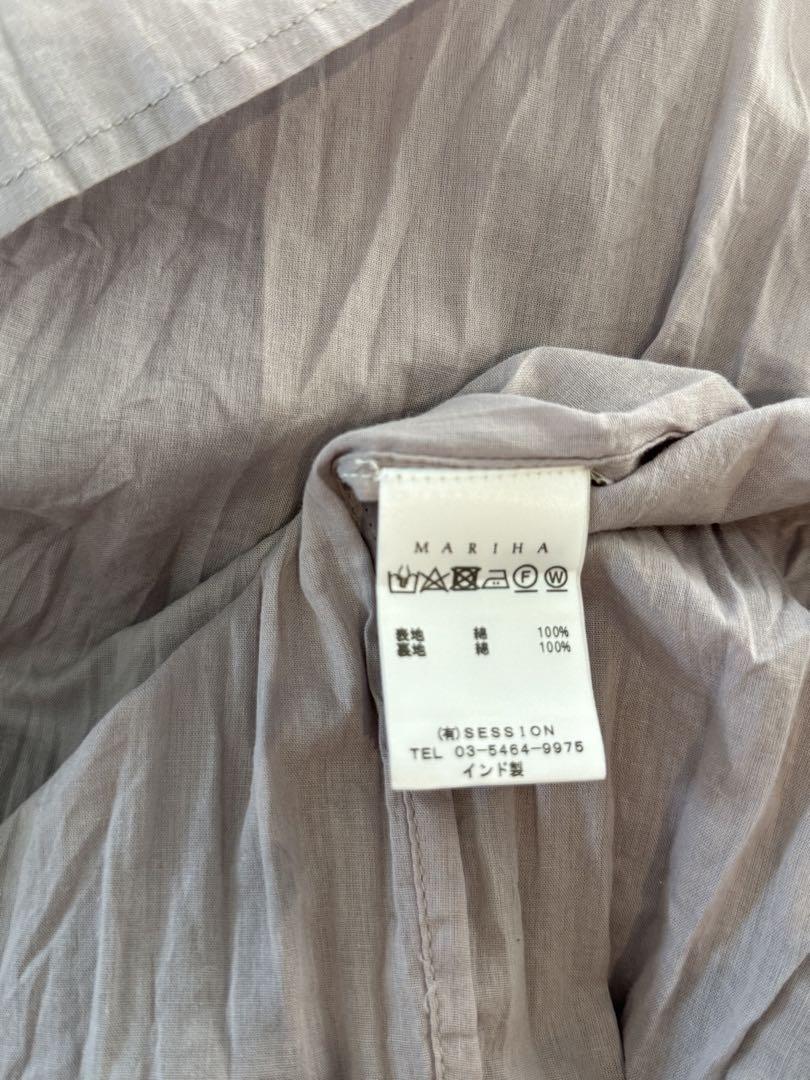 MARIHA
F W
表地 綿 100%
裏地 綿 100%
(有)SESSION
TEL 03-5464-9975
インド製